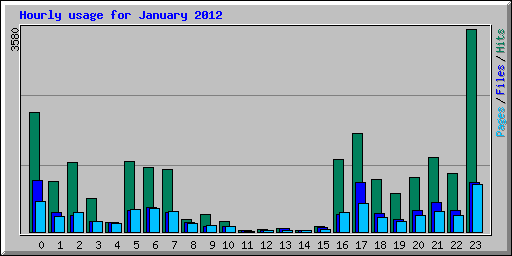 Hourly usage for January 2012
3580
Pages / Files / Hits
0 1 2 3 4 5 6 7 8 9 10 11 12 13 14 15 16 17 18 19 20 21 22 23